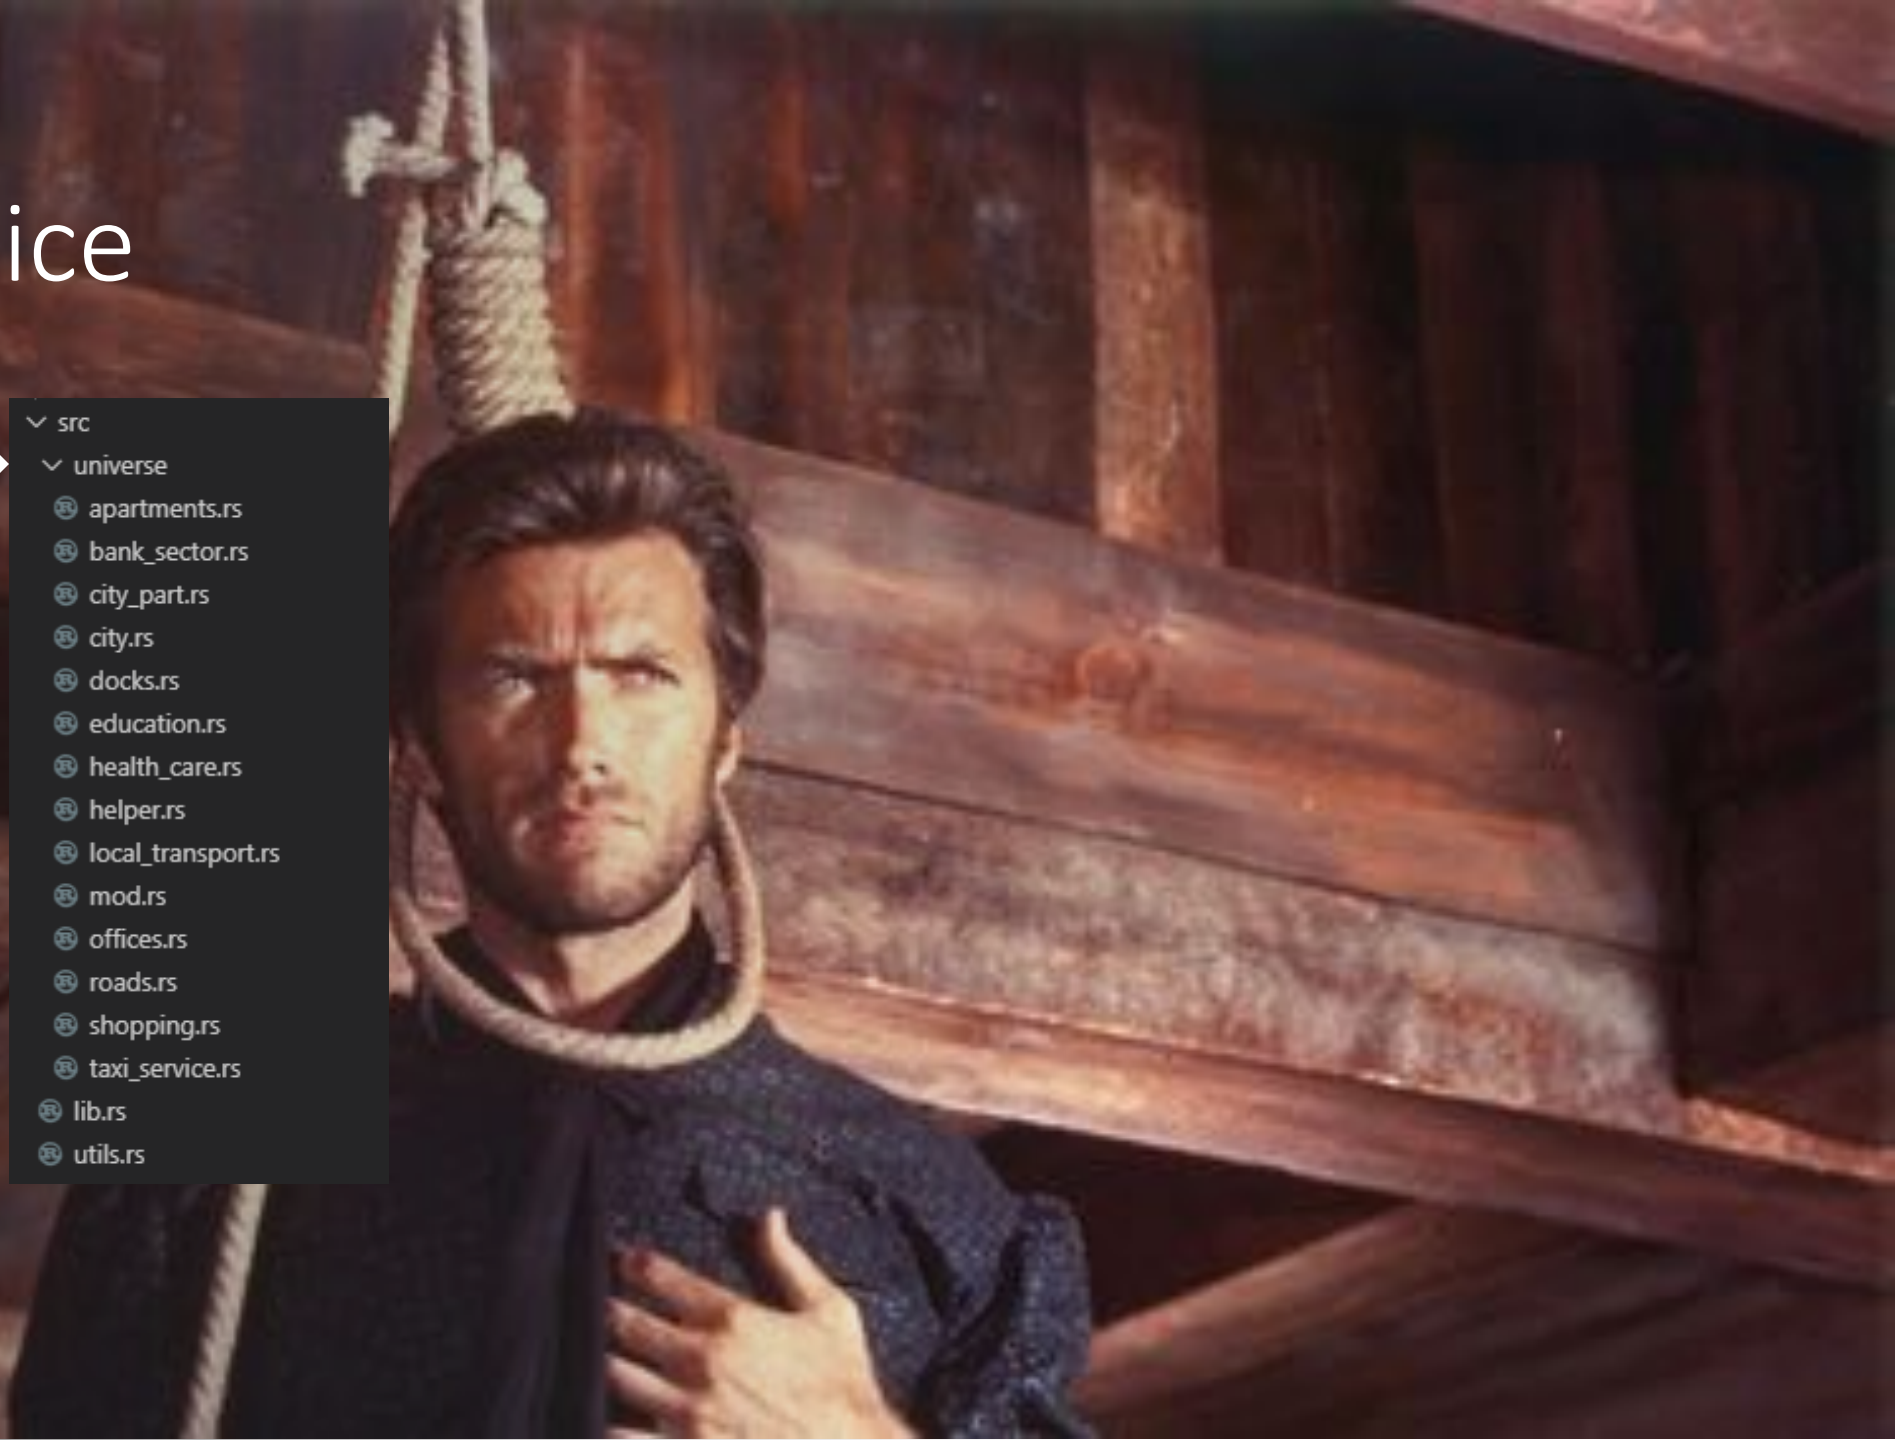 ice
src
universe
apartments.rs
bank_sector.rs
city_part.rs
city.rs
docks.rs
education.rs
health_care.rs
helper.rs
local_transport.rs
mod.rs
offices.rs
roads.rs
shopping.rs
taxi_service.rs
lib.rs
utils.rs